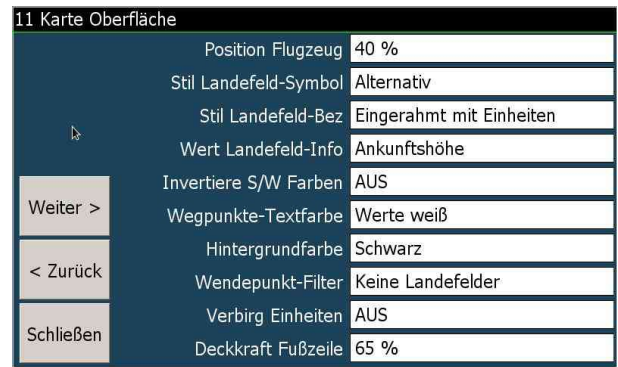 11 Karte Oberfläche
Position Flugzeug 40 %
Stil Landefeld-Symbol Alternativ
Stil Landefeld-Bez Eingerahmt mit Einheiten
Wert Landefeld-Info Ankunftshöhe
Invertiere S/W Farben AUS
Wegpunkte-Textfarbe Werte weiß
Hintergrundfarbe Schwarz
Wendepunkt-Filter Keine Landefelder
Verbirg Einheiten AUS
Deckkraft Fußzeile 65 %
Weiter >
< Zurück
Schließen